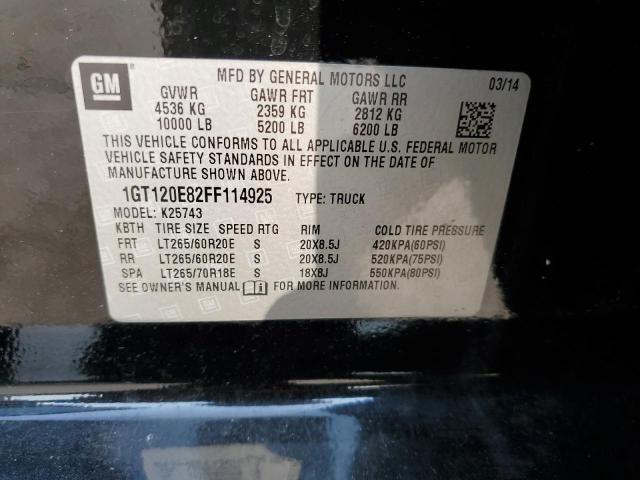 GM
MFD BY GENERAL MOTORS LLC
03/14
GVWR GAWR FRT GAWR RR
4536 KG 2359 KG 2812 KG
10000 LB 5200 LB 6200 LB
THIS VEHICLE CONFORMS TO ALL APPLICABLE U.S. FEDERAL MOTOR
VEHICLE SAFETY STANDARDS IN EFFECT ON THE DATE OF
MANUFACTURE SHOWN ABOVE.
1GT120E82FF114925 TYPE: TRUCK
MODEL: K25743
KBTH TIRE SIZE SPEED RTG RIM COLD TIRE PRESSURE
FRT LT265/60R20E S 20X8.5J 420KPA(60PSI)
RR LT265/60R20E S 20X8.5J 520KPA(75PSI)
SPA LT265/70R18E S 18X8J 550KPA(80PSI)
SEE OWNER'S MANUAL FOR MORE INFORMATION.